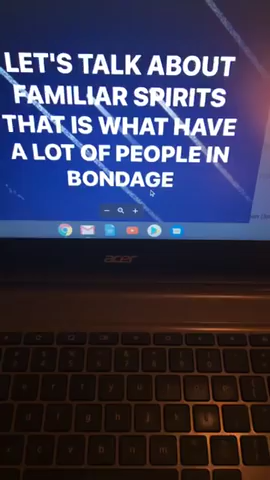 LET'S TALK ABOUT
FAMILIAR SPIRITS
THAT IS WHAT HAVE
A LOT OF PEOPLE IN
BONDAGE
acer